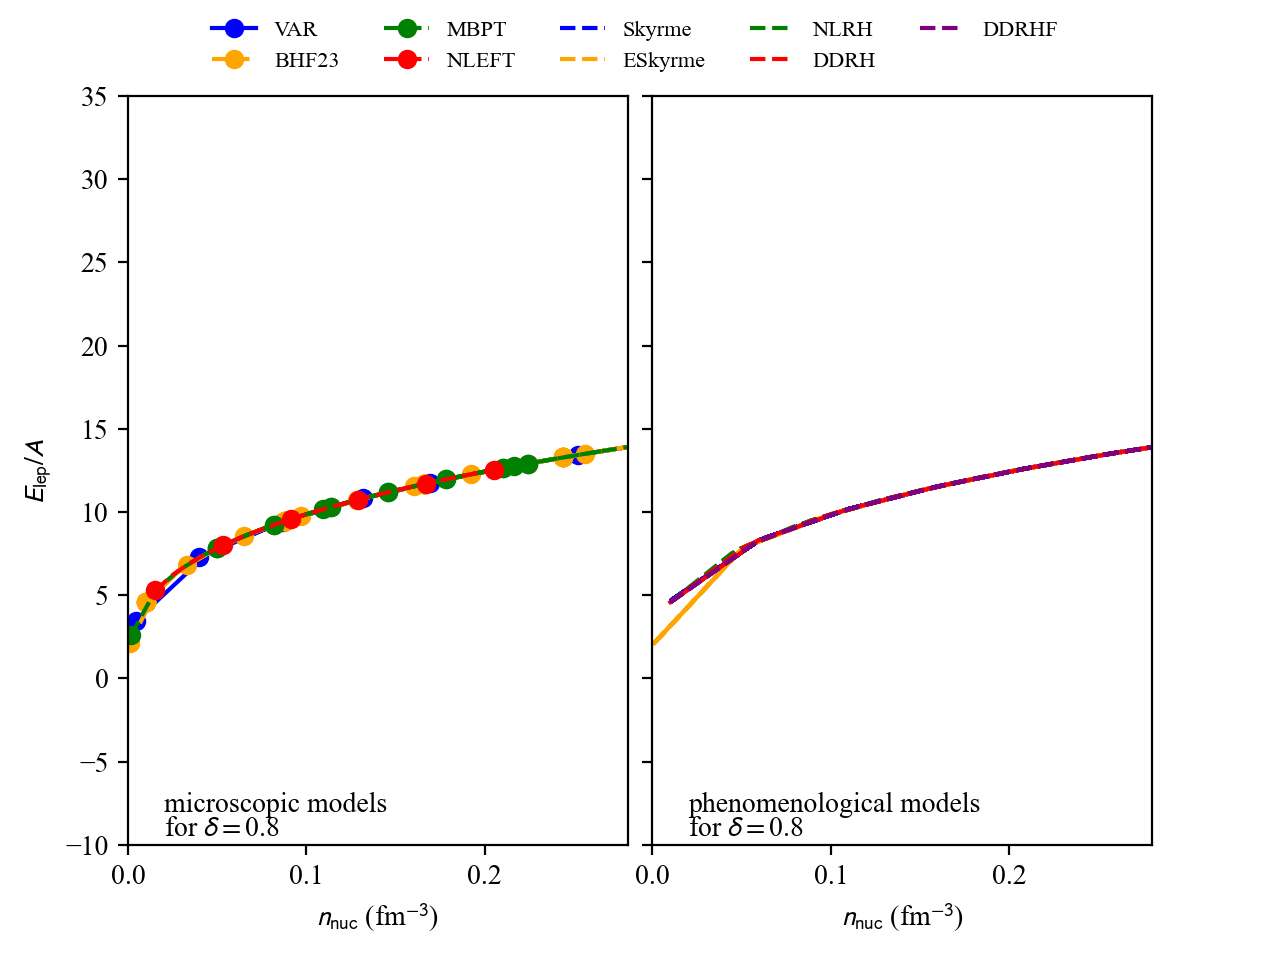 VAR MBPT Skyrme NLRH DDRHF
BHF23 NLEFT ESkyrme DDRH
35
30
25
20
15
10
5
0
−5
−10
E_lep/A
microscopic models
for δ = 0.8
phenomenological models
for δ = 0.8
0.0 0.1 0.2
0.0 0.1 0.2
n_nuc (fm⁻³)
n_nuc (fm⁻³)